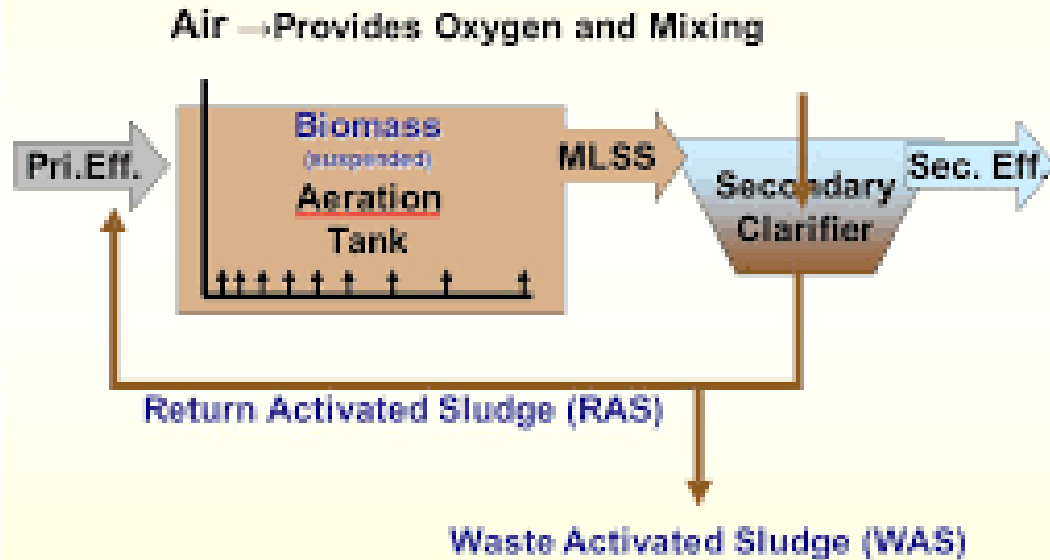 Air →Provides Oxygen and Mixing
Biomass
(suspended)
Aeration
Tank
Pri.Eff.
MLSS
Secondary
Clarifier
Sec. Eff.
Return Activated Sludge (RAS)
Waste Activated Sludge (WAS)